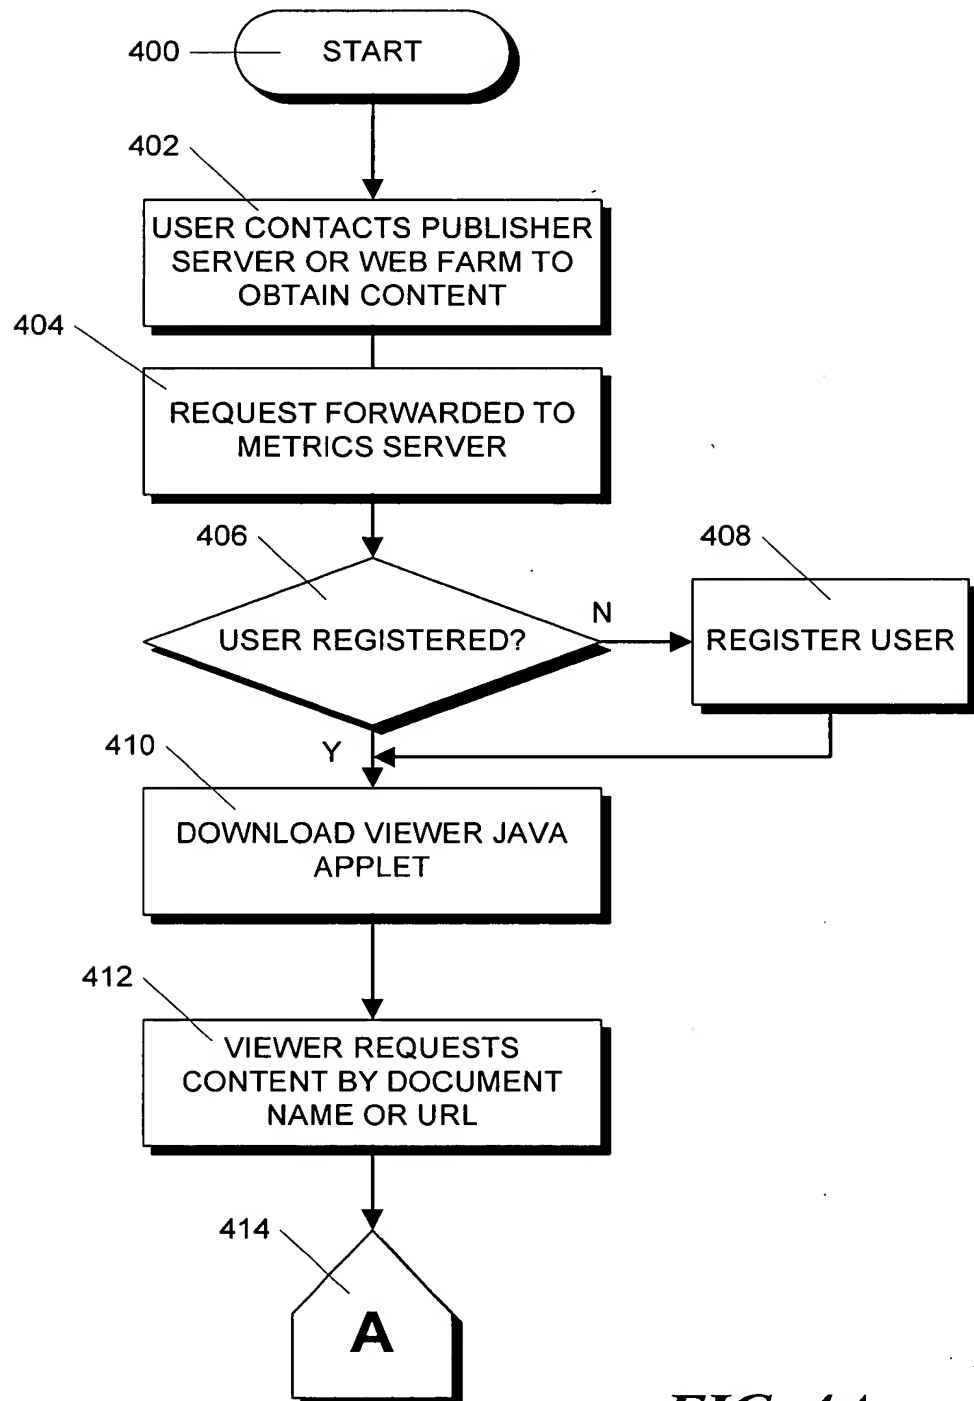 400
START
402
USER CONTACTS PUBLISHER
SERVER OR WEB FARM TO
OBTAIN CONTENT
404
REQUEST FORWARDED TO
METRICS SERVER
406
USER REGISTERED?
N
408
REGISTER USER
Y
410
DOWNLOAD VIEWER JAVA
APPLET
412
VIEWER REQUESTS
CONTENT BY DOCUMENT
NAME OR URL
414
A